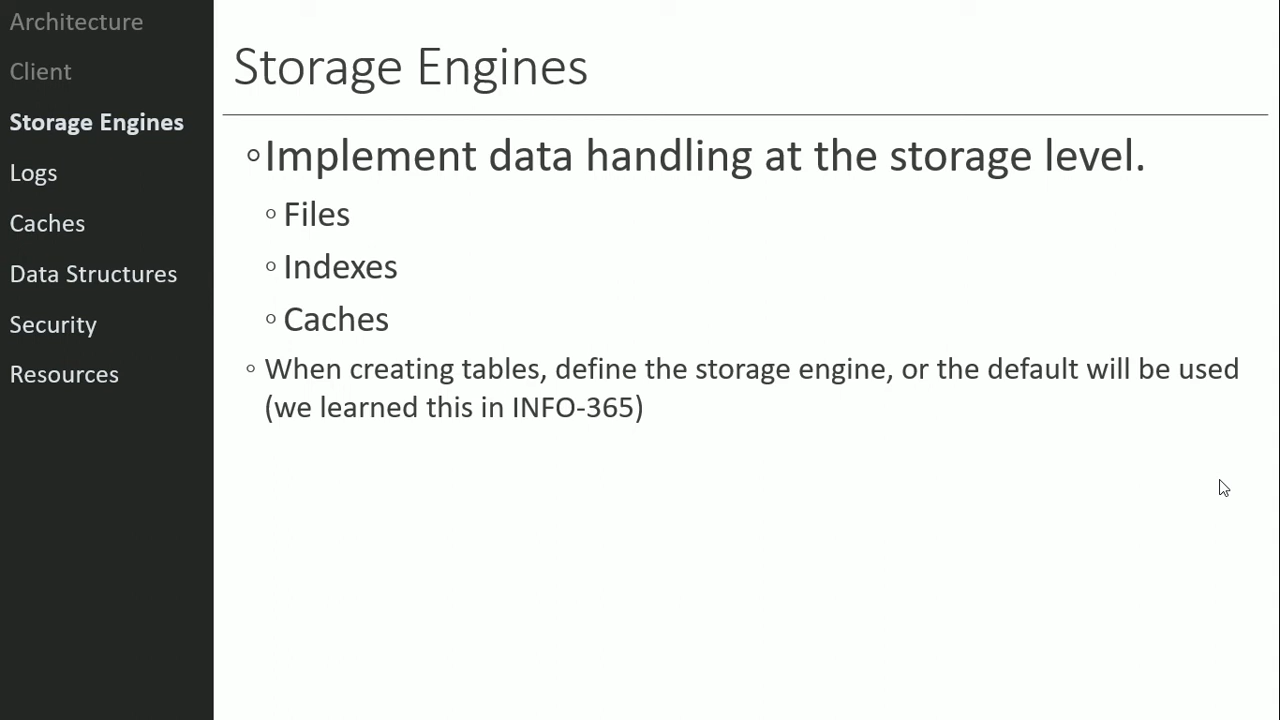 Architecture
Client
Storage Engines
Logs
Caches
Data Structures
Security
Resources
Storage Engines
◦Implement data handling at the storage level.
◦ Files
◦ Indexes
◦ Caches
◦ When creating tables, define the storage engine, or the default will be used
(we learned this in INFO-365)